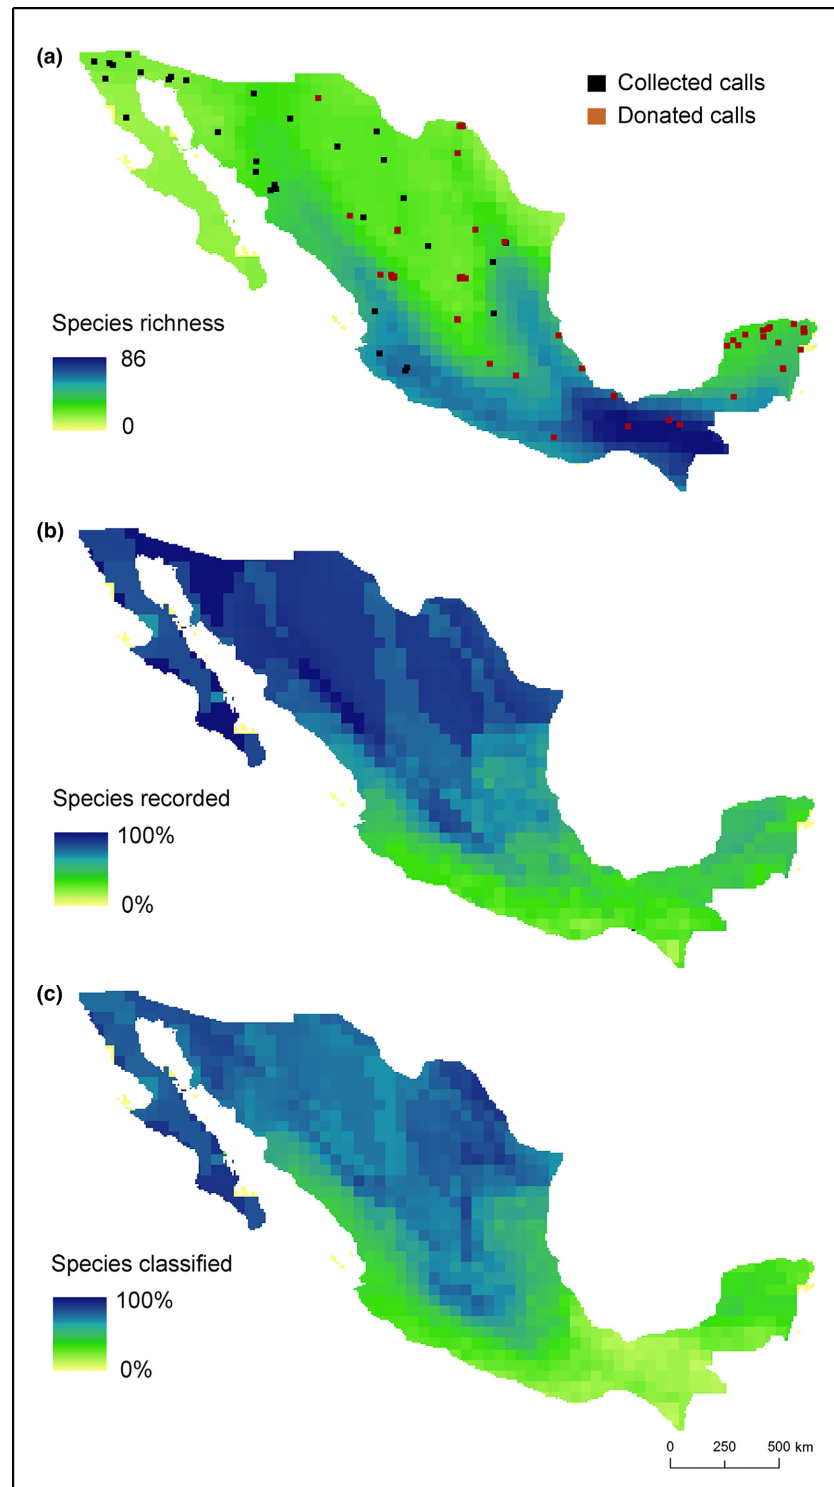 (a)
Collected calls
Donated calls
Species richness
86
0
(b)
Species recorded
100%
0%
(c)
Species classified
100%
0%
0 250 500 km